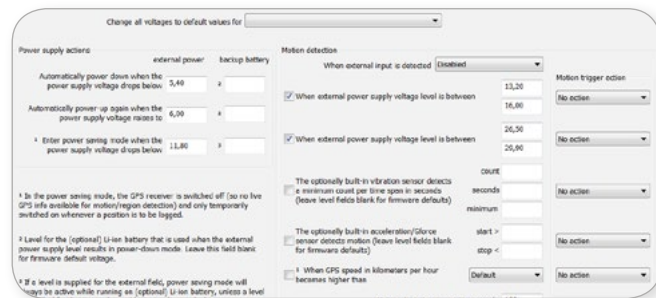 Change all voltages to default values for
Power supply actions
external power backup battery
Automatically power down when the
power supply voltage drops below
5,40
2
Automatically power-up again when the
power supply voltage raises to
6,00
2
1 Enter power saving mode when the
power supply voltage drops below
11,80
3
1 In the power saving mode, the GPS receiver is switched off (so no live
GPS info available for motion/region detection) and only temporarily
switched on whenever a position is to be logged.
2 Level for the (optional) Li-ion battery that is used when the external
power supply level results in power-down mode. Leave this field blank
for firmware default voltage.
3 If a level is supplied for the external field, power saving mode will
always be active while running on (optional) Li-ion battery, unless a level
Motion detection
When external input is detected Disabled
Motion trigger action
When external power supply voltage level is between
13,20
16,00
No action
When external power supply voltage level is between
26,50
No action
The optionally built-in vibration sensor detects
a minimum count per time span in seconds
(leave level fields blank for firmware defaults)
count
seconds
minimum
No action
The optionally built-in acceleration/Gforce
sensor detects motion (leave level fields blank
for firmware defaults)
start >
stop <
No action
1 When GPS speed in kilometers per hour
becomes higher than
Default
No action